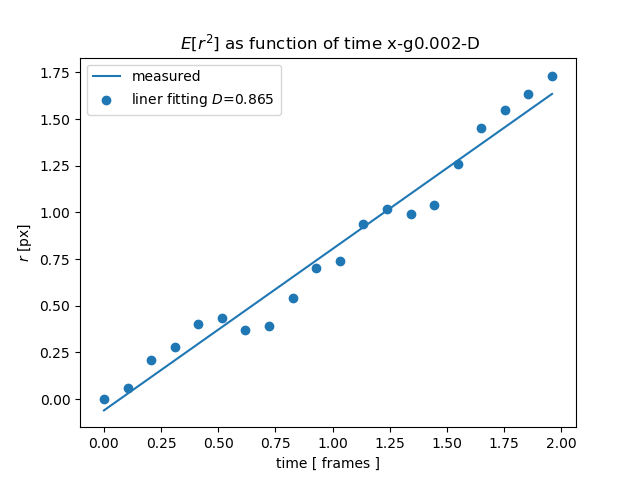 E[r²] as function of time x-g0.002-D
measured
liner fitting D=0.865
1.75
1.50
1.25
1.00
0.75
0.50
0.25
0.00
r [px]
0.00 0.25 0.50 0.75 1.00 1.25 1.50 1.75 2.00
time [ frames ]